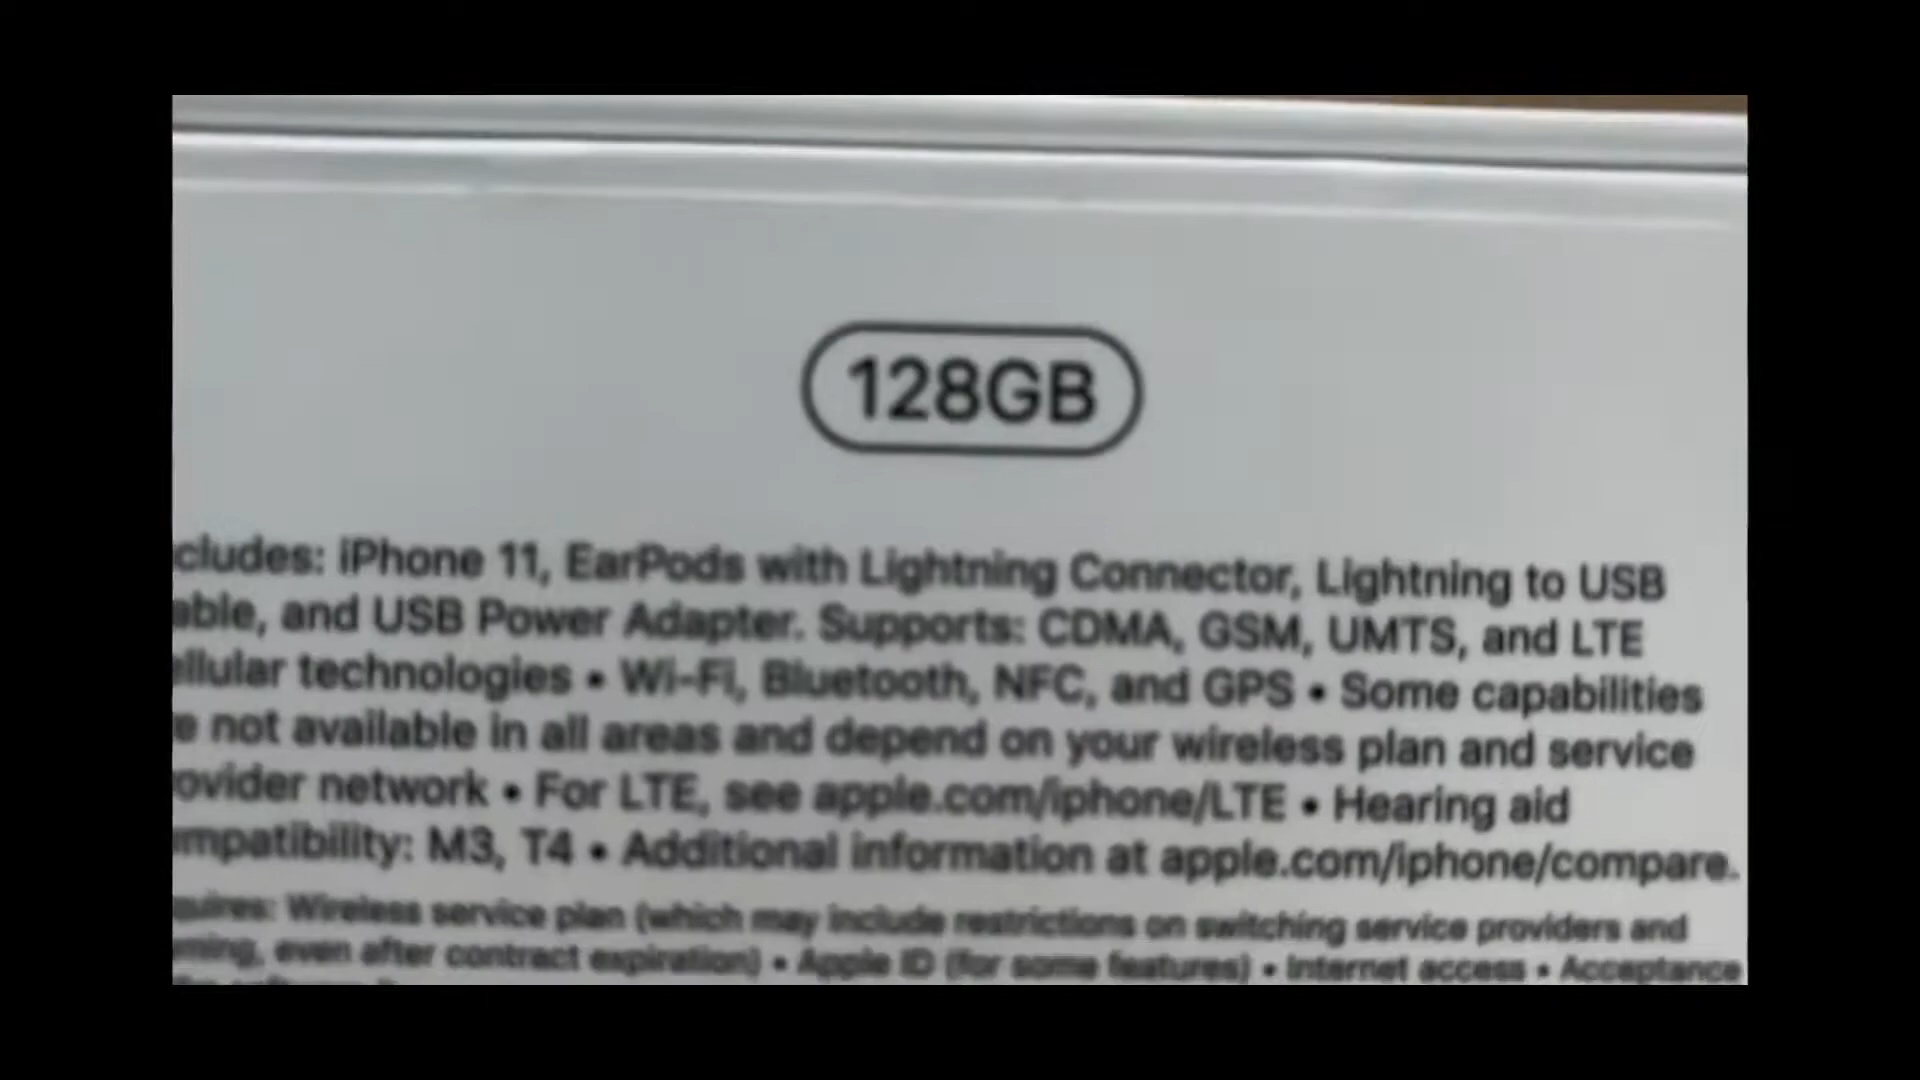 128GB
cludes: iPhone 11, EarPods with Lightning Connector, Lightning to USB
able, and USB Power Adapter. Supports: CDMA, GSM, UMTS, and LTE
ellular technologies • Wi-Fi, Bluetooth, NFC, and GPS • Some capabilities
e not available in all areas and depend on your wireless plan and service
ovider network • For LTE, see apple.com/iphone/LTE • Hearing aid
mpatibility: M3, T4 • Additional information at apple.com/iphone/compare.
quires: Wireless service plan (which may include restrictions on switching service providers and
ming, even after contract expiration) • Apple ID (for some features) • Internet access • Acceptance